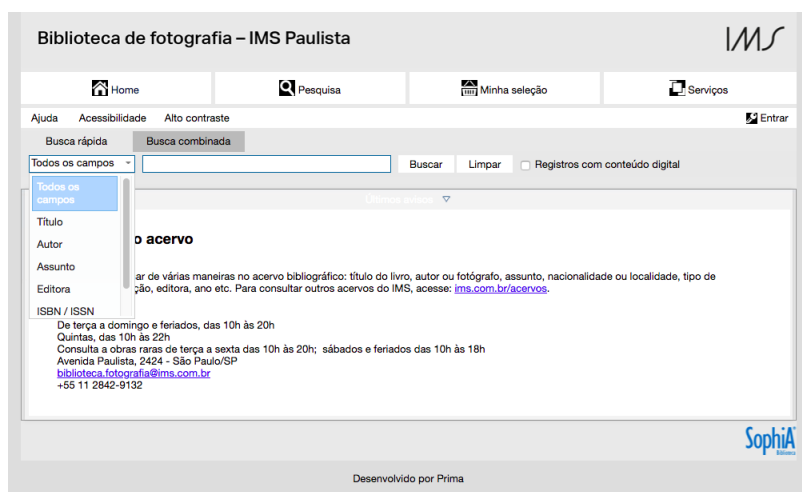 Biblioteca de fotografia – IMS Paulista
IMS
Home
Pesquisa
Minha seleção
Serviços
Ajuda Acessibilidade Alto contraste
Entrar
Busca rápida Busca combinada
Todos os campos Buscar Limpar Registros com conteúdo digital
Todos os
campos
Título
Autor
Assunto
Editora
ISBN / ISSN
Últimos avisos
o acervo
ar de várias maneiras no acervo bibliográfico: título do livro, autor ou fotógrafo, assunto, nacionalidade ou localidade, tipo de
ção, editora, ano etc. Para consultar outros acervos do IMS, acesse: ims.com.br/acervos.
De terça a domingo e feriados, das 10h às 20h
Quintas, das 10h às 22h
Consulta a obras raras de terça a sexta das 10h às 20h; sábados e feriados das 10h às 18h
Avenida Paulista, 2424 - São Paulo/SP
biblioteca.fotografia@ims.com.br
+55 11 2842-9132
SophiA
Biblioteca
Desenvolvido por Prima